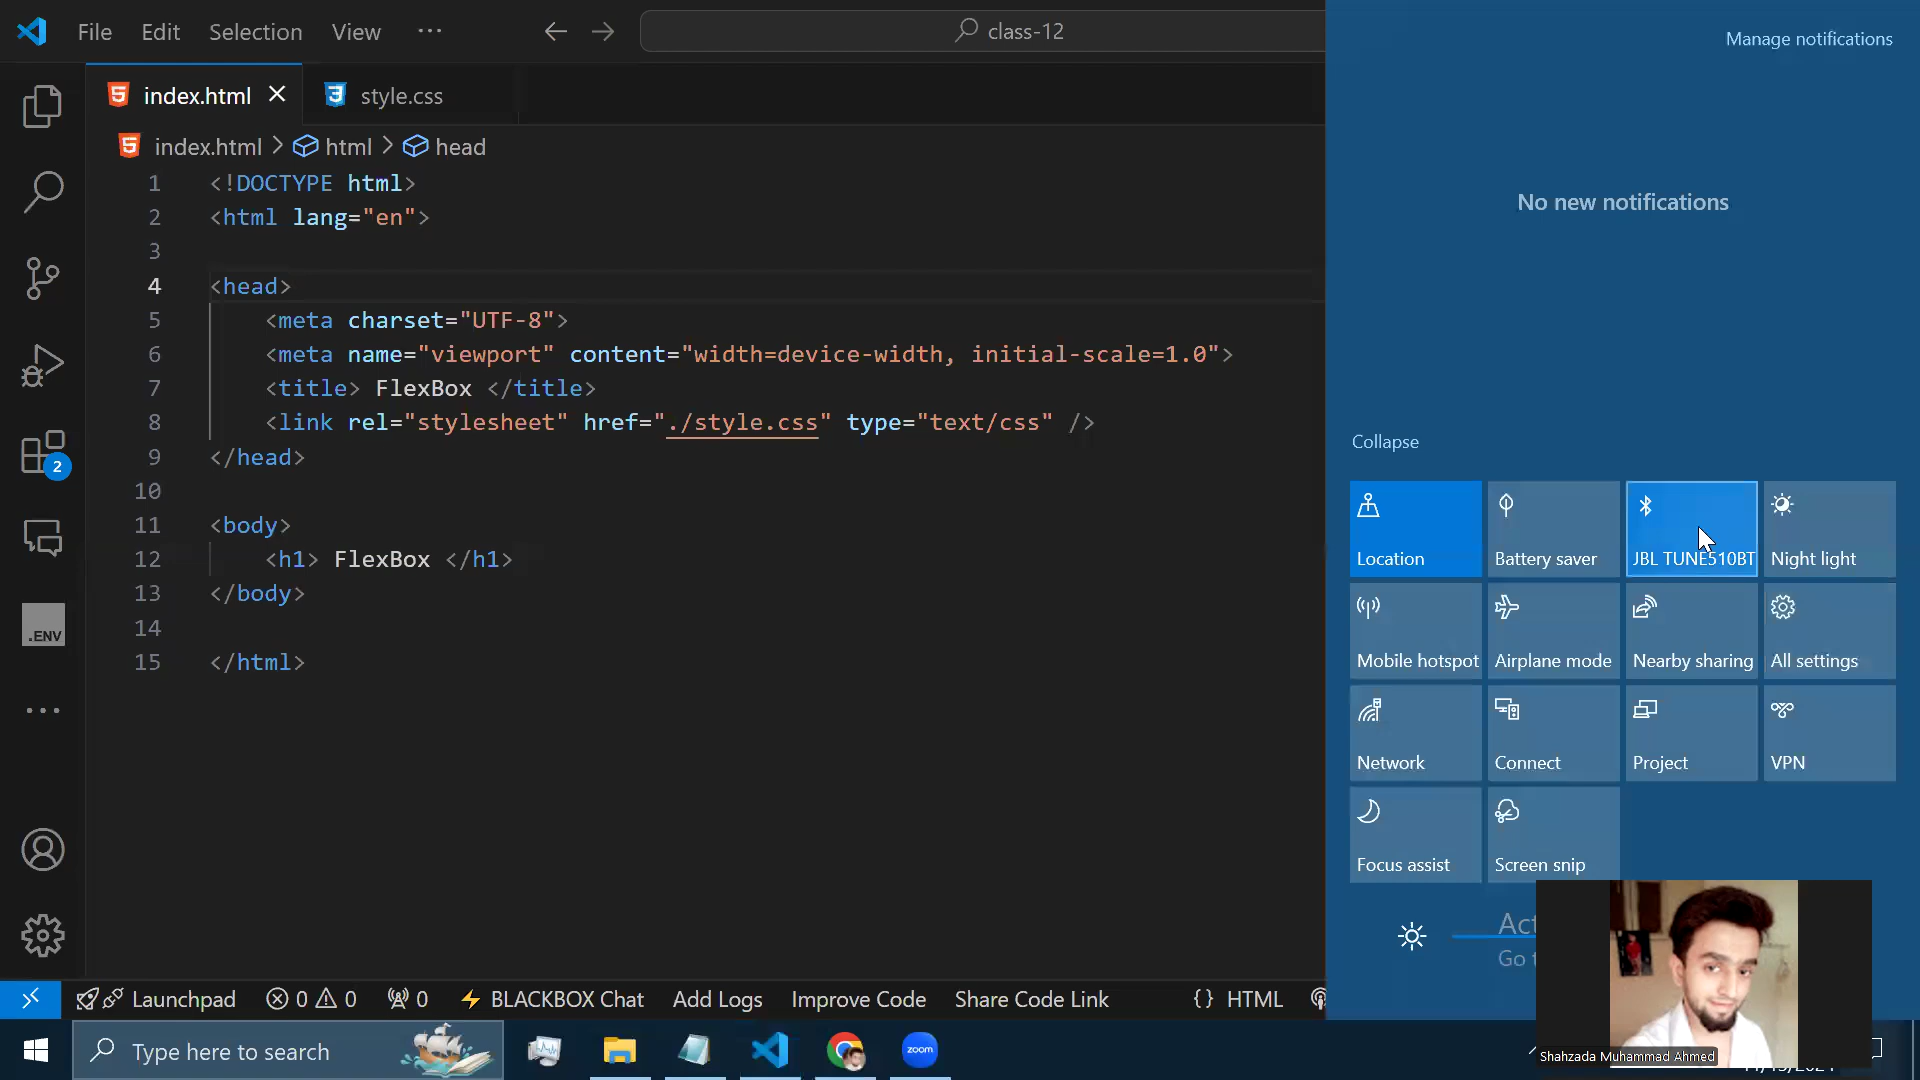 File Edit Selection View ...
class-12
Manage notifications
index.html
style.css
index.html > html > head
1 <!DOCTYPE html>
2 <html lang="en">
3
4 <head>
5 <meta charset="UTF-8">
6 <meta name="viewport" content="width=device-width, initial-scale=1.0">
7 <title> FlexBox </title>
8 <link rel="stylesheet" href="./style.css" type="text/css" />
9 </head>
10
11 <body>
12 <h1> FlexBox </h1>
13 </body>
14
15 </html>
2
.ENV
No new notifications
Collapse
Location Battery saver JBL TUNE510BT Night light
Mobile hotspot Airplane mode Nearby sharing All settings
Network Connect Project VPN
Focus assist Screen snip
Launchpad 0 0 0 BLACKBOX Chat Add Logs Improve Code Share Code Link {} HTML
Type here to search
zoom
Shahzada Muhammad Ahmed